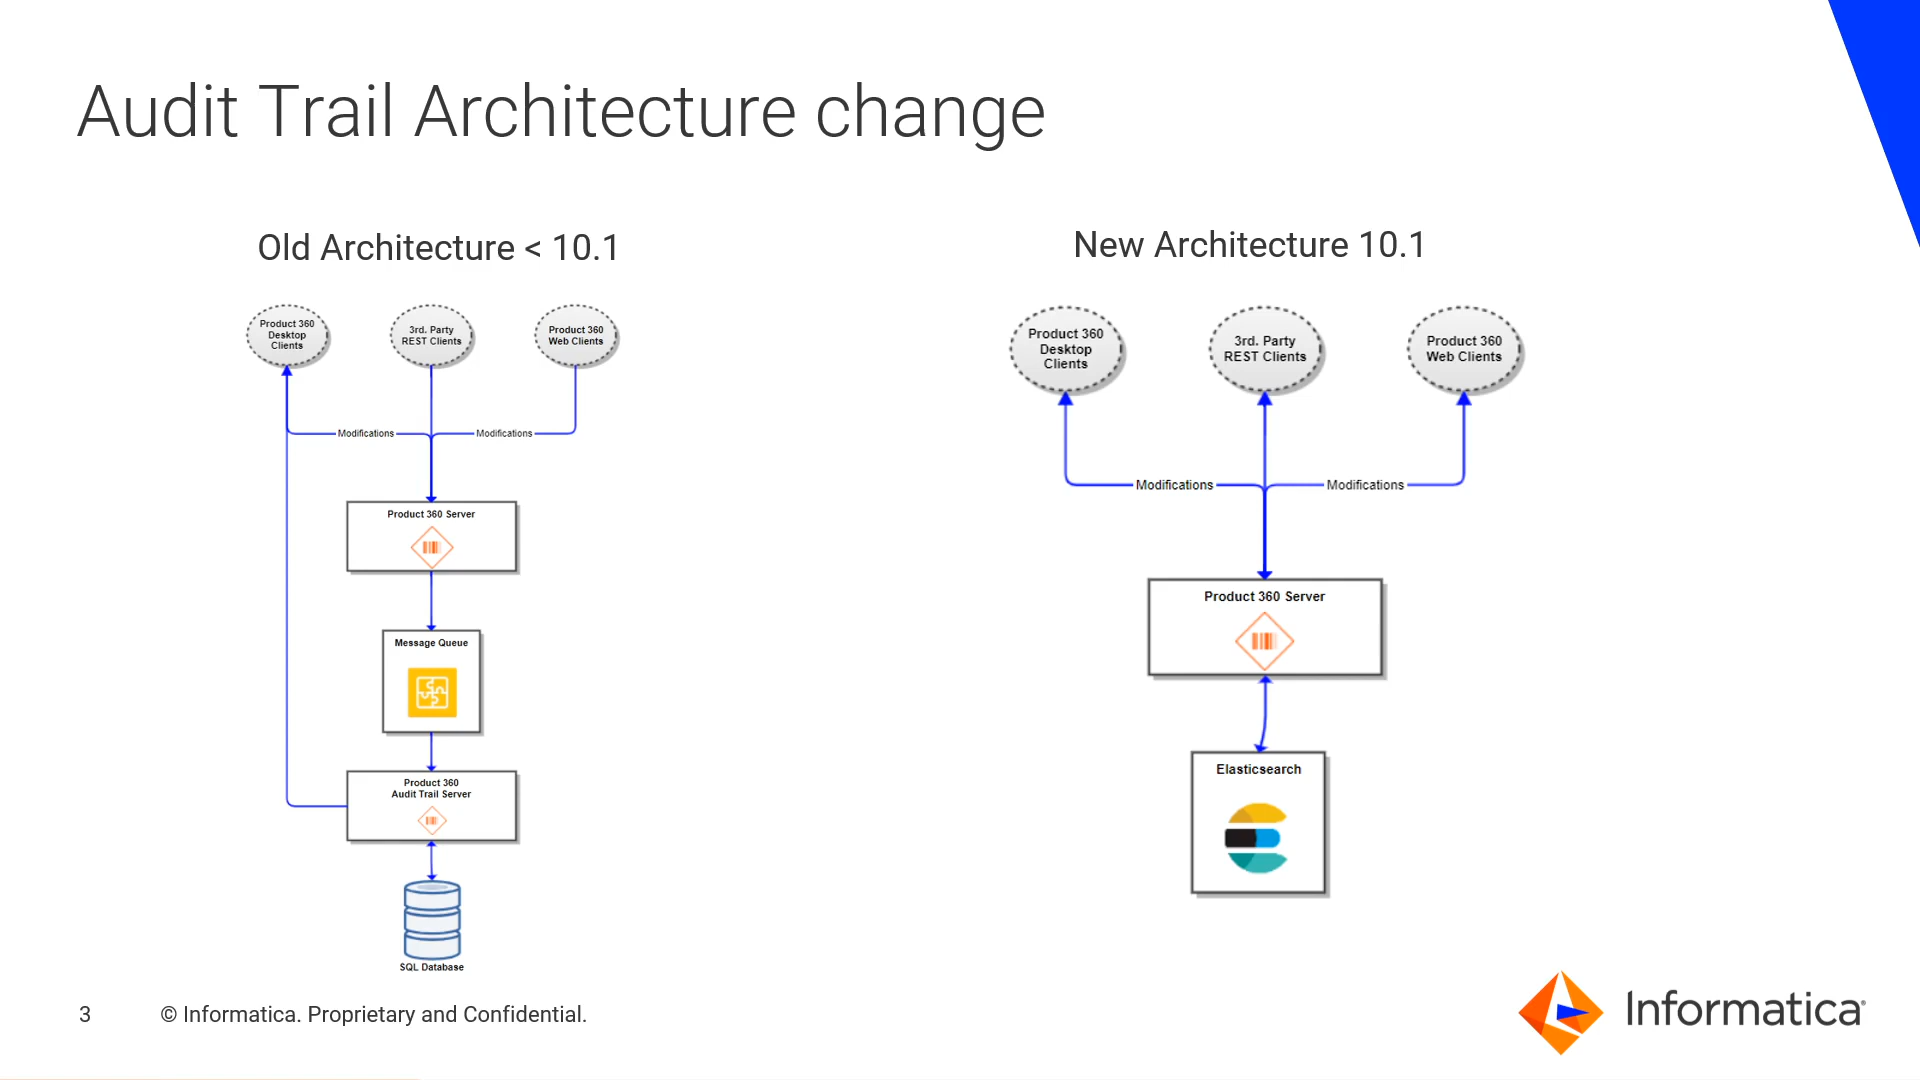 Audit Trail Architecture change
Old Architecture < 10.1
Product 360
Desktop
Clients
3rd. Party
REST Clients
Product 360
Web Clients
Modifications
Modifications
Product 360 Server
Message Queue
Product 360
Audit Trail Server
SQL Database
New Architecture 10.1
Product 360
Desktop
Clients
3rd. Party
REST Clients
Product 360
Web Clients
Modifications
Modifications
Product 360 Server
Elasticsearch
3
© Informatica. Proprietary and Confidential.
Informatica®